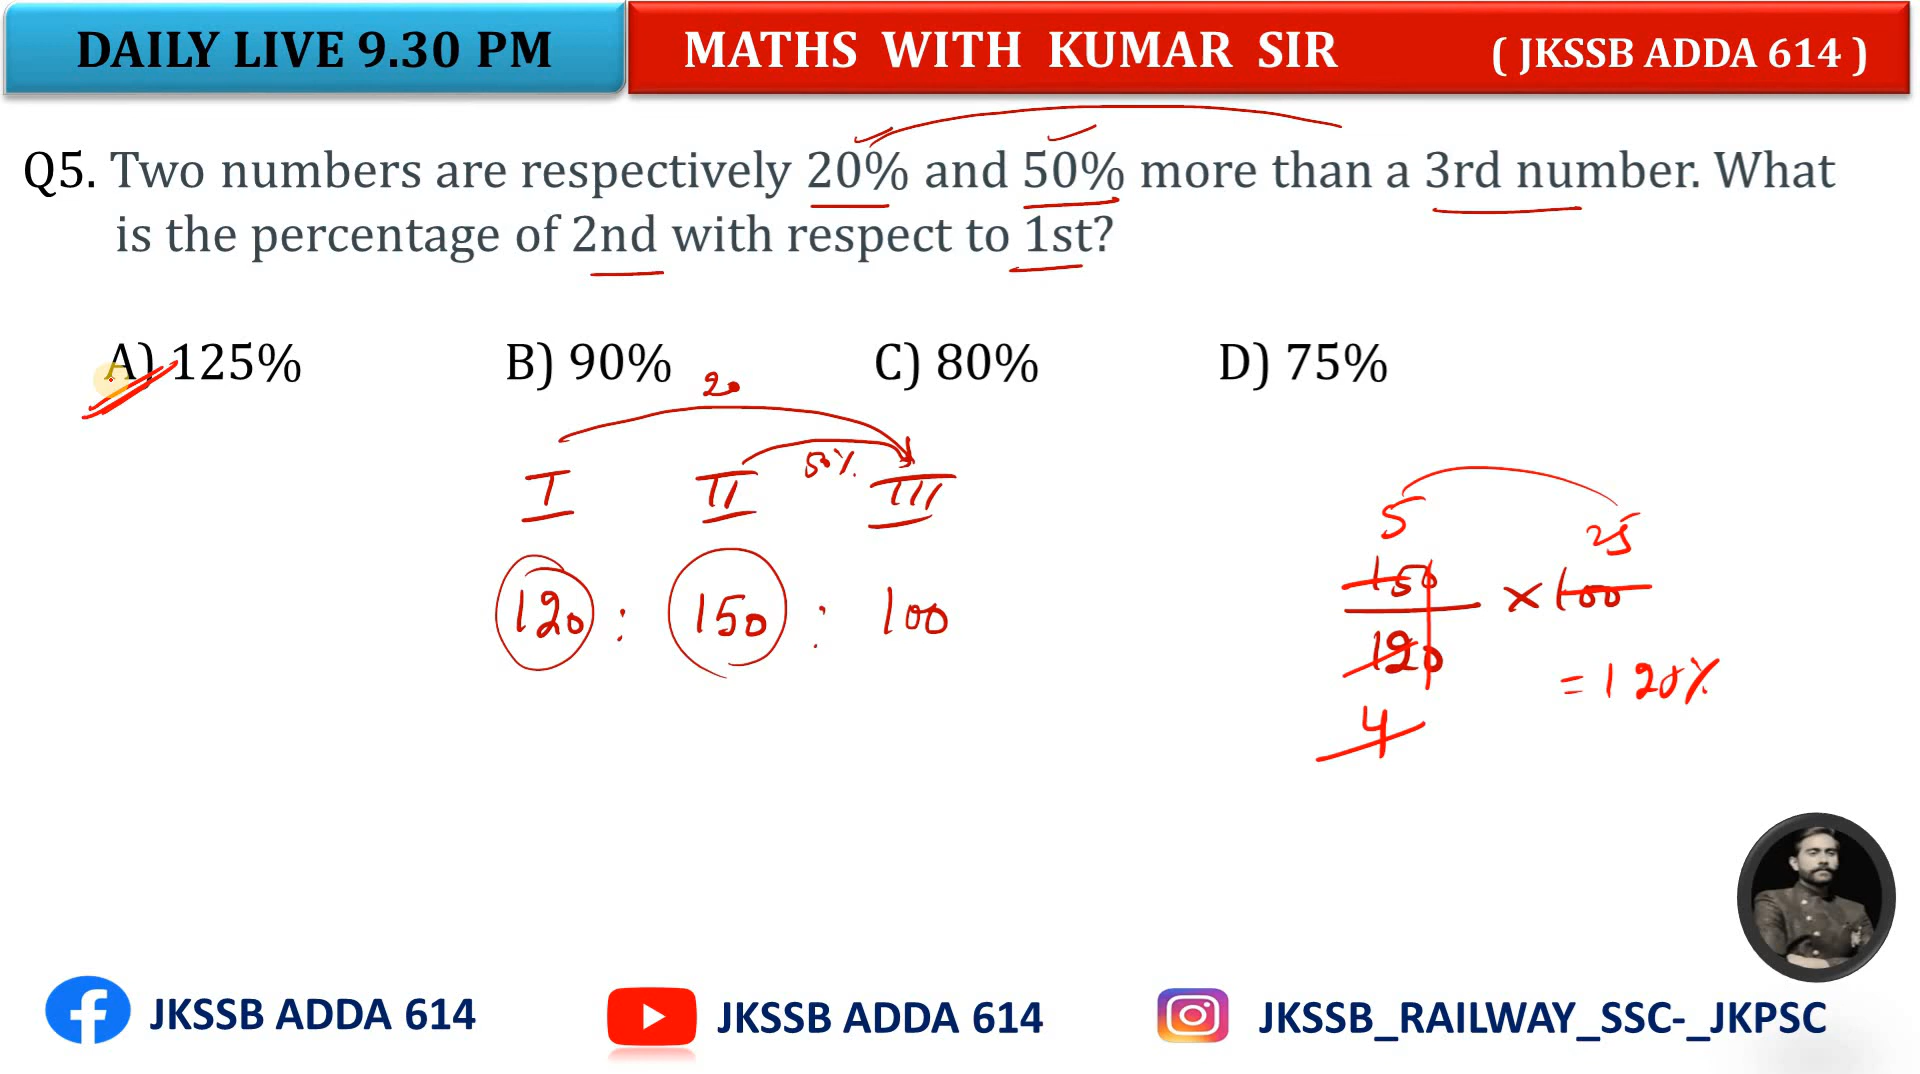 DAILY LIVE 9.30 PM
MATHS WITH KUMAR SIR ( JKSSB ADDA 614 )
Q5. Two numbers are respectively 20% and 50% more than a 3rd number. What
is the percentage of 2nd with respect to 1st?
A) 125% B) 90% C) 80% D) 75%
20
50%
I II III
120 : 150 : 100
5 25
150 × 100
120
= 120%
4
JKSSB ADDA 614 JKSSB ADDA 614 JKSSB_RAILWAY_SSC-_JKPSC